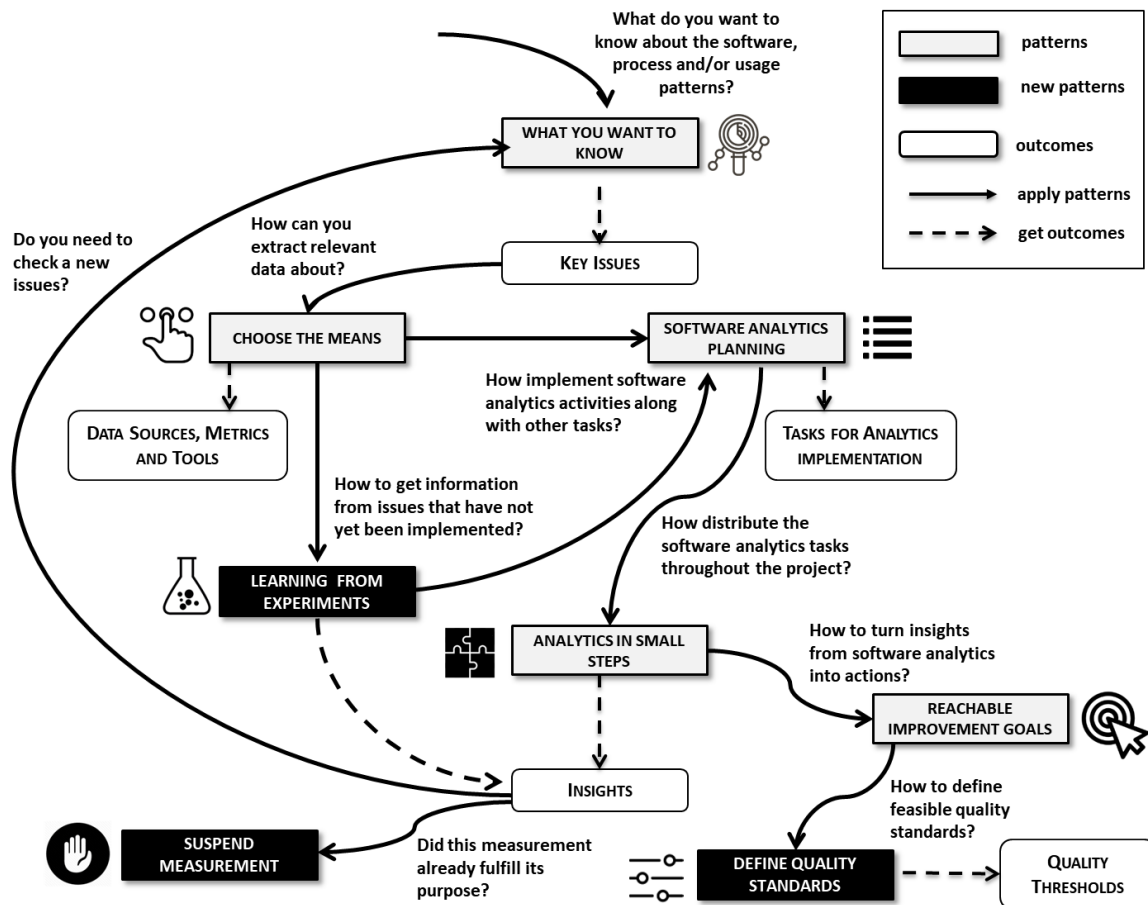 What do you want to
know about the software,
process and/or usage
patterns?
patterns
new patterns
outcomes
apply patterns
get outcomes
WHAT YOU WANT TO
KNOW
Do you need to
check a new
issues?
How can you
extract relevant
data about?
KEY ISSUES
CHOOSE THE MEANS
SOFTWARE ANALYTICS
PLANNING
How implement software
analytics activities along
with other tasks?
DATA SOURCES, METRICS
AND TOOLS
TASKS FOR ANALYTICS
IMPLEMENTATION
How to get information
from issues that have not
yet been implemented?
How distribute the
software analytics tasks
throughout the project?
LEARNING FROM
EXPERIMENTS
ANALYTICS IN SMALL
STEPS
How to turn insights
from software analytics
into actions?
REACHABLE
IMPROVEMENT GOALS
INSIGHTS
How to define
feasible quality
standards?
SUSPEND
MEASUREMENT
Did this measurement
already fulfill its
purpose?
DEFINE QUALITY
STANDARDS
QUALITY
THRESHOLDS